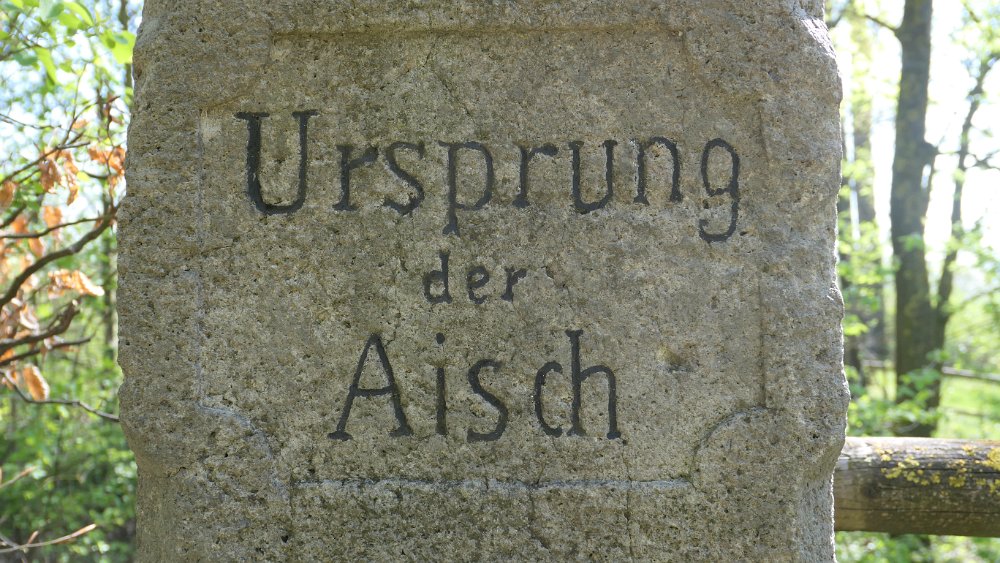 Ursprung
der
Aisch